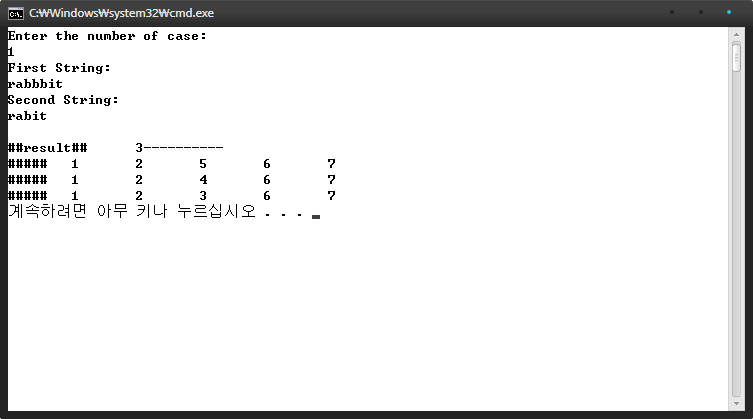 C:\Windows\system32\cmd.exe
Enter the number of case:
1
First String:
rabbbit
Second String:
rabit
##result## 3----------
##### 1 2 5 6 7
##### 1 2 4 6 7
##### 1 2 3 6 7
계속하려면 아무 키나 누르십시오 . . .